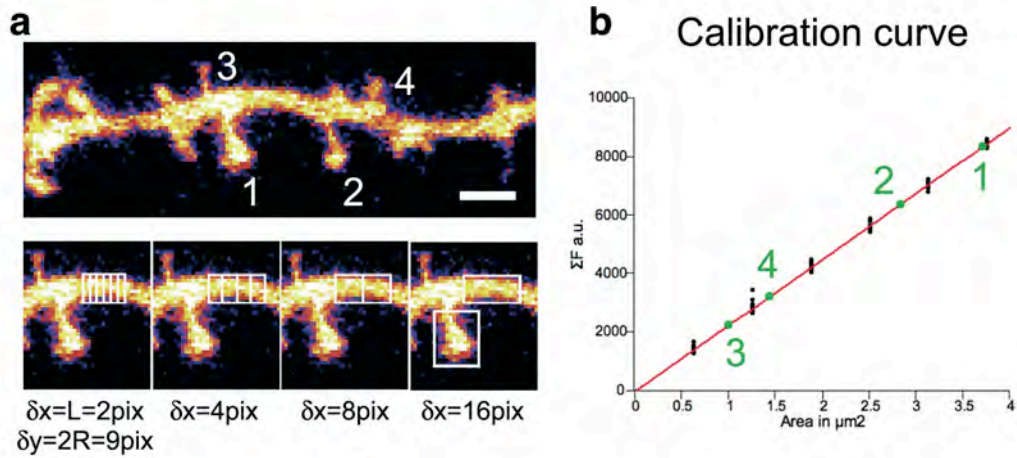 a
3
4
1
2
δx=L=2pix
δx=4pix
δx=8pix
δx=16pix
δy=2R=9pix
b
Calibration curve
10000
8000
6000
4000
2000
0
ΣF a.u.
1
2
4
3
0
0.5
1
1.5
2
2.5
3
3.5
4
Area in µm2